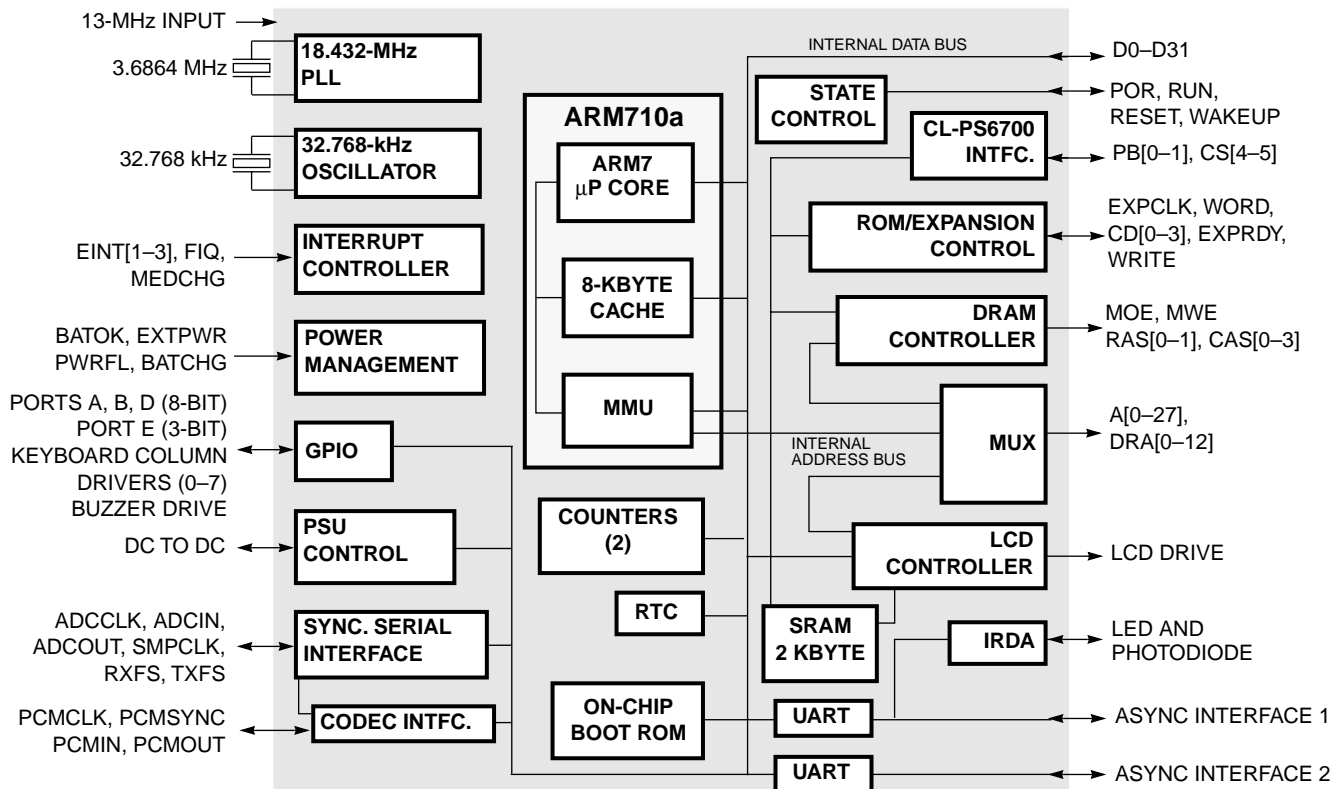 13-MHz INPUT
3.6864 MHz
18.432-MHz
PLL
32.768 kHz
32.768-kHz
OSCILLATOR
EINT[1–3], FIQ,
MEDCHG
INTERRUPT
CONTROLLER
BATOK, EXTPWR
PWRFL, BATCHG
POWER
MANAGEMENT
PORTS A, B, D (8-BIT)
PORT E (3-BIT)
KEYBOARD COLUMN
DRIVERS (0–7)
BUZZER DRIVE
GPIO
DC TO DC
PSU
CONTROL
ADCCLK, ADCIN,
ADCOUT, SMPCLK,
RXFS, TXFS
SYNC. SERIAL
INTERFACE
PCMCLK, PCMSYNC
PCMIN, PCMOUT
CODEC INTFC.
ARM710a
ARM7
µP CORE
8-KBYTE
CACHE
MMU
COUNTERS
(2)
RTC
ON-CHIP
BOOT ROM
INTERNAL DATA BUS
D0–D31
STATE
CONTROL
POR, RUN,
RESET, WAKEUP
CL-PS6700
INTFC.
PB[0–1], CS[4–5]
ROM/EXPANSION
CONTROL
EXPCLK, WORD,
CD[0–3], EXPRDY,
WRITE
DRAM
CONTROLLER
MOE, MWE
RAS[0–1], CAS[0–3]
INTERNAL
ADDRESS BUS
MUX
A[0–27],
DRA[0–12]
LCD
CONTROLLER
LCD DRIVE
SRAM
2 KBYTE
IRDA
LED AND
PHOTODIODE
UART
ASYNC INTERFACE 1
UART
ASYNC INTERFACE 2